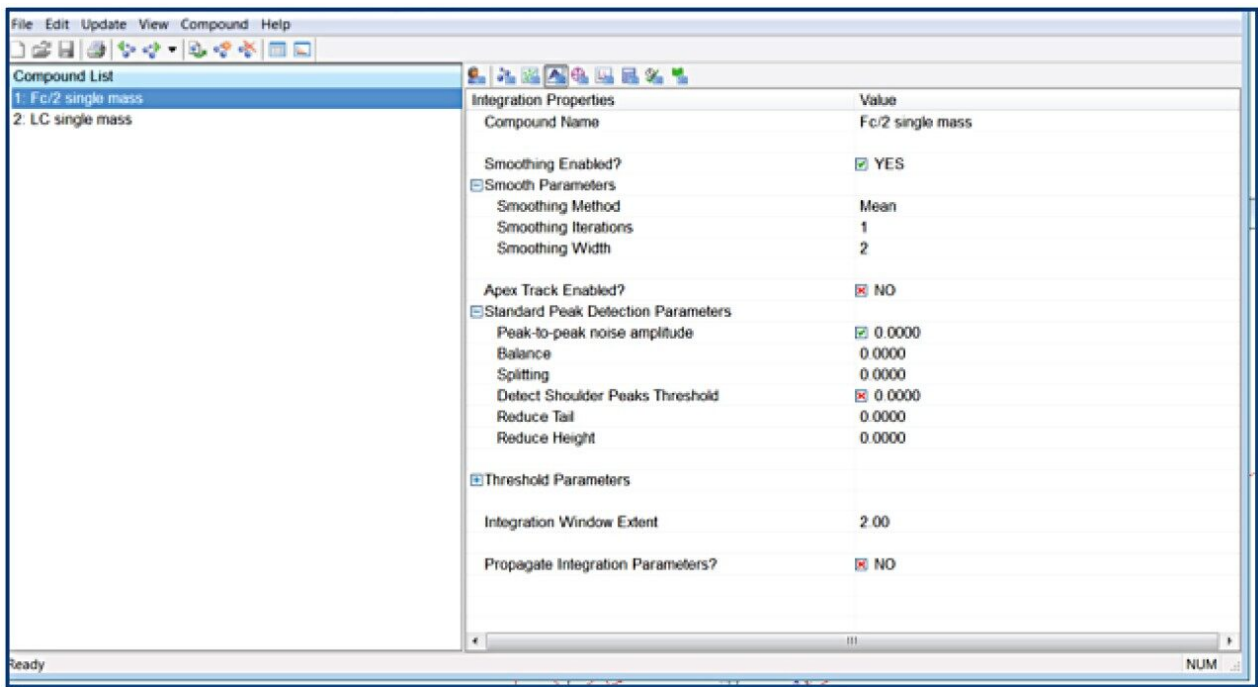 File Edit Update View Compound Help
Compound List
1: Fc/2 single mass
2: LC single mass
Integration Properties Value
Compound Name Fc/2 single mass
Smoothing Enabled? YES
Smooth Parameters
Smoothing Method Mean
Smoothing Iterations 1
Smoothing Width 2
Apex Track Enabled? NO
Standard Peak Detection Parameters
Peak-to-peak noise amplitude 0.0000
Balance 0.0000
Splitting 0.0000
Detect Shoulder Peaks Threshold 0.0000
Reduce Tail 0.0000
Reduce Height 0.0000
Threshold Parameters
Integration Window Extent 2.00
Propagate Integration Parameters? NO
Ready NUM